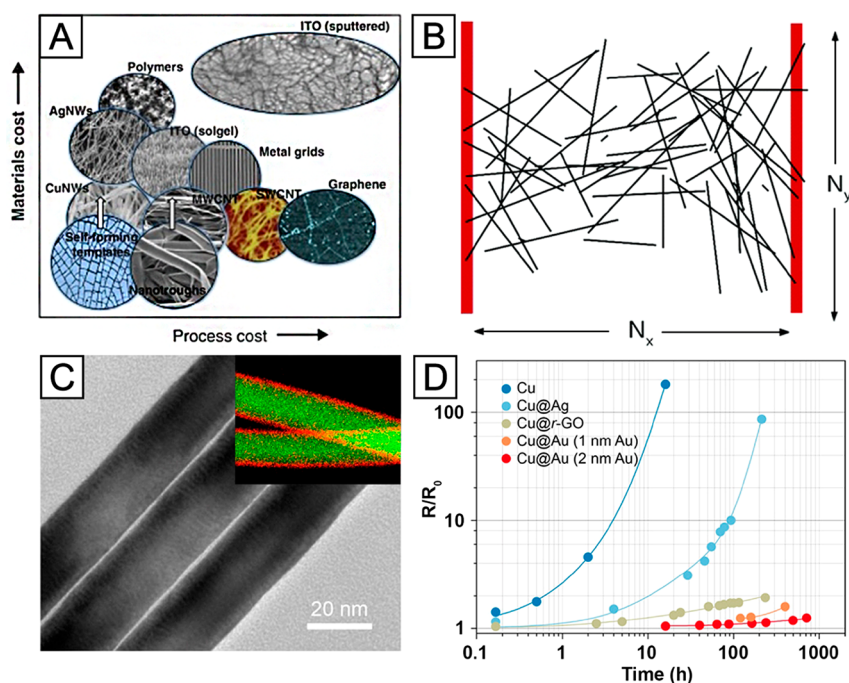 A
ITO (sputtered)
Polymers
AgNWs
ITO (solgel)
Metal grids
CuNWs
MWCNT
SWCNT
Graphene
Self-forming
templates
Nanotroughs
Materials cost
Process cost
B
Ny
Nx
C
20 nm
D
Cu
Cu@Ag
Cu@r-GO
Cu@Au (1 nm Au)
Cu@Au (2 nm Au)
R/R0
100
10
1
0.1 1 10 100 1000
Time (h)